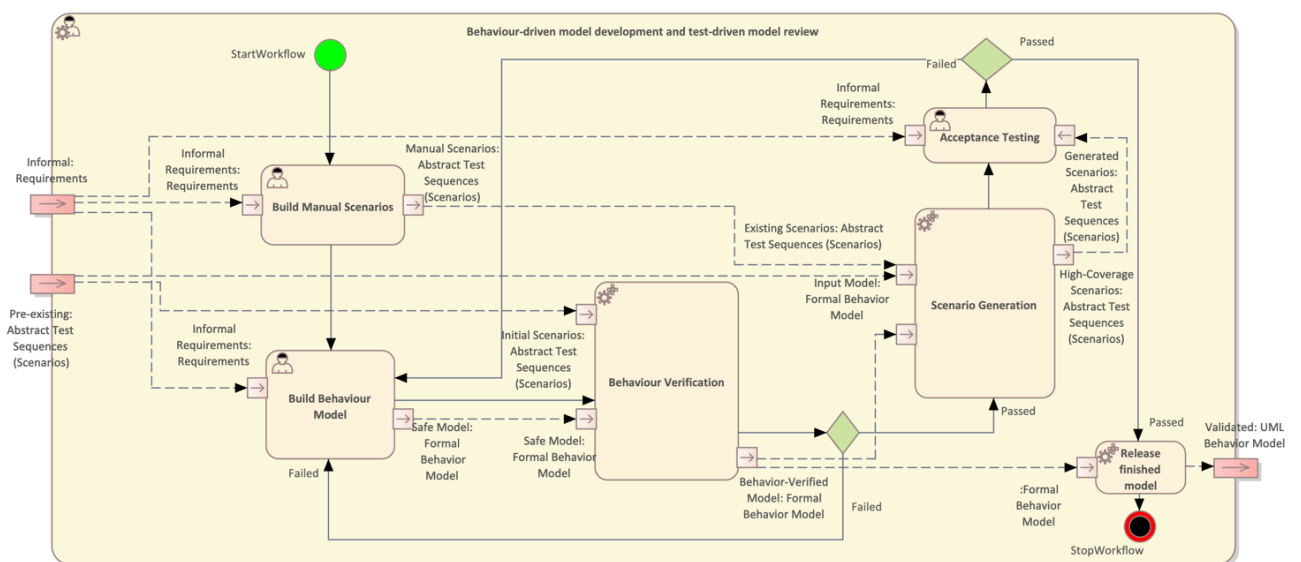 Behaviour-driven model development and test-driven model review
StartWorkflow
Passed
Failed
Informal
Requirements:
Requirements
Acceptance Testing
Informal:
Requirements
Informal
Requirements:
Requirements
Manual Scenarios:
Abstract Test
Sequences
(Scenarios)
Build Manual Scenarios
Generated
Scenarios:
Abstract
Test
Sequences
(Scenarios)
Existing Scenarios: Abstract
Test Sequences (Scenarios)
Input Model:
Formal Behavior
Model
Scenario Generation
High-Coverage
Scenarios:
Abstract Test
Sequences
(Scenarios)
Pre-existing:
Abstract Test
Sequences
(Scenarios)
Informal
Requirements:
Requirements
Initial Scenarios:
Abstract Test
Sequences
(Scenarios)
Behaviour Verification
Build Behaviour
Model
Safe Model:
Formal
Behavior
Model
Safe Model:
Formal Behavior
Model
Passed
Passed
Failed
Behavior-Verified
Model: Formal
Behavior Model
Failed
Release
finished
model
Validated: UML
Behavior Model
:Formal
Behavior
Model
StopWorkflow